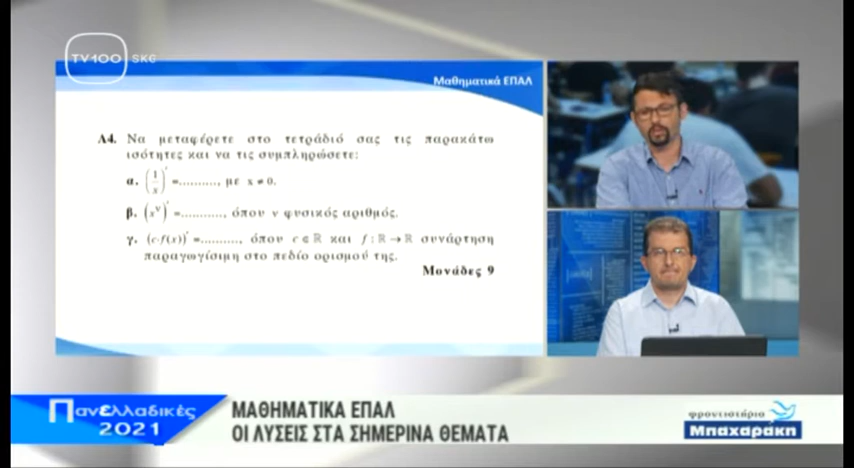 TV100 SKG
Μαθηματικά ΕΠΑΛ
Α4. Να μεταφέρετε στο τετράδιό σας τις παρακάτω
ισότητες και να τις συμπληρώσετε:
α. (1/x)′ =.........., με x ≠ 0.
β. (x^ν)′ =.........., όπου ν φυσικός αριθμός.
γ. (c·f(x))′ =.........., όπου c ∈ ℝ και f : ℝ → ℝ συνάρτηση
παραγωγίσιμη στο πεδίο ορισμού της.
Μονάδες 9
Πανελλαδικές
2021
ΜΑΘΗΜΑΤΙΚΑ ΕΠΑΛ
ΟΙ ΛΥΣΕΙΣ ΣΤΑ ΣΗΜΕΡΙΝΑ ΘΕΜΑΤΑ
φροντιστήριο
Μπαχαράκη